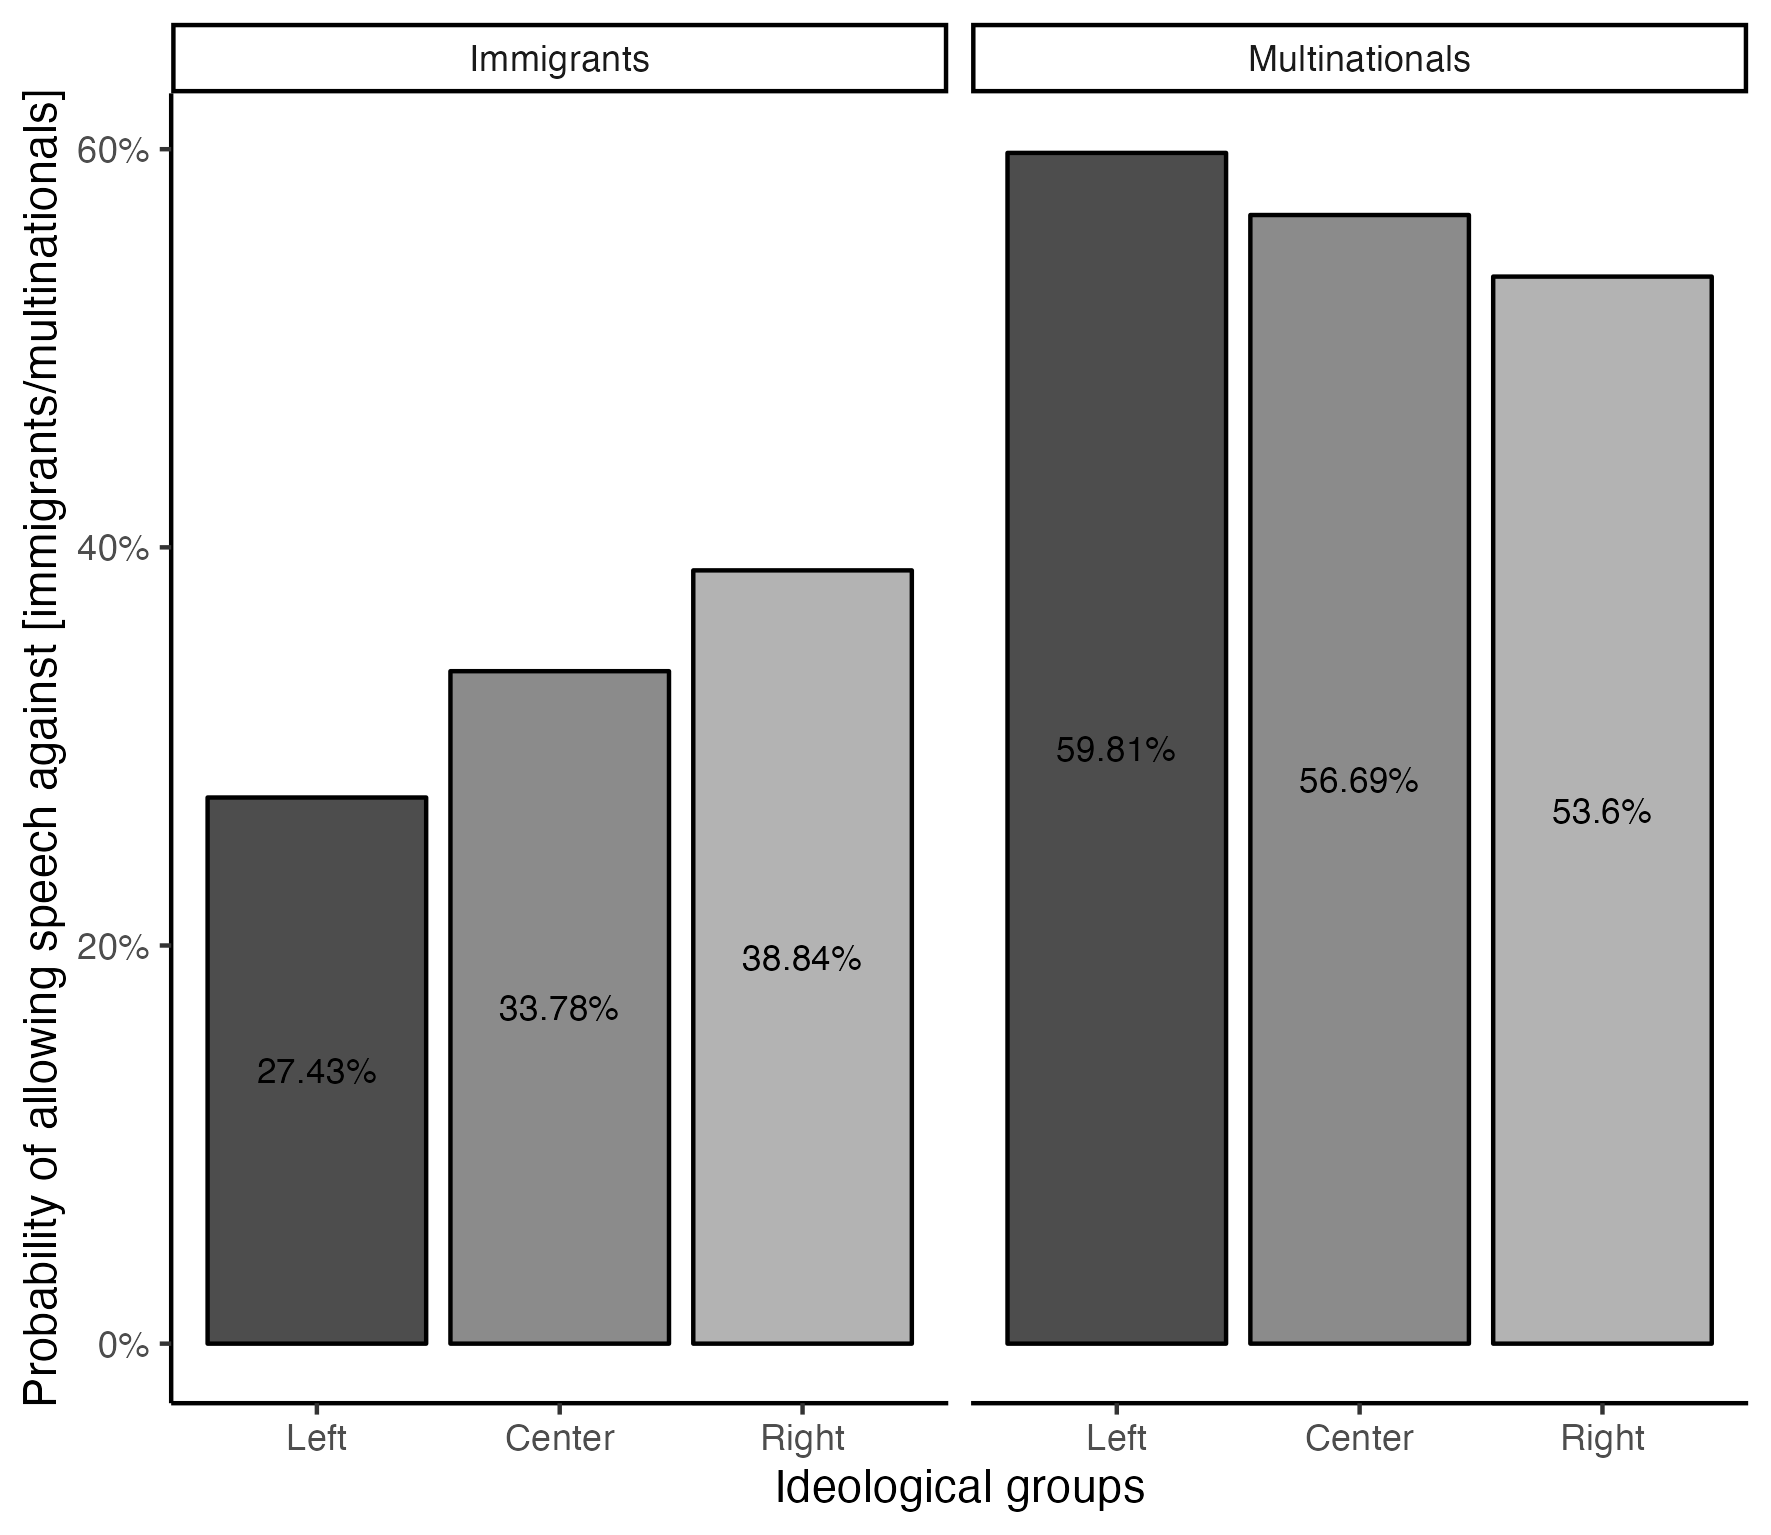 Immigrants
Multinationals
Probability of allowing speech against [immigrants/multinationals]
60%
40%
20%
0%
27.43%
33.78%
38.84%
59.81%
56.69%
53.6%
Left
Center
Right
Left
Center
Right
Ideological groups